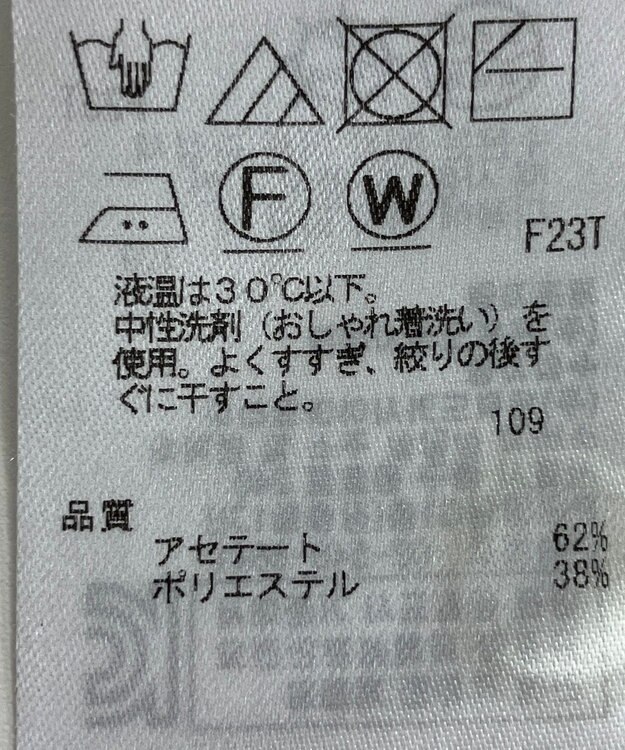 F W
F23T
液温は30℃以下。
中性洗剤（おしゃれ着洗い）を
使用。よくすすぎ、絞りの後す
ぐに干すこと。
109
品質
アセテート 62%
ポリエステル 38%